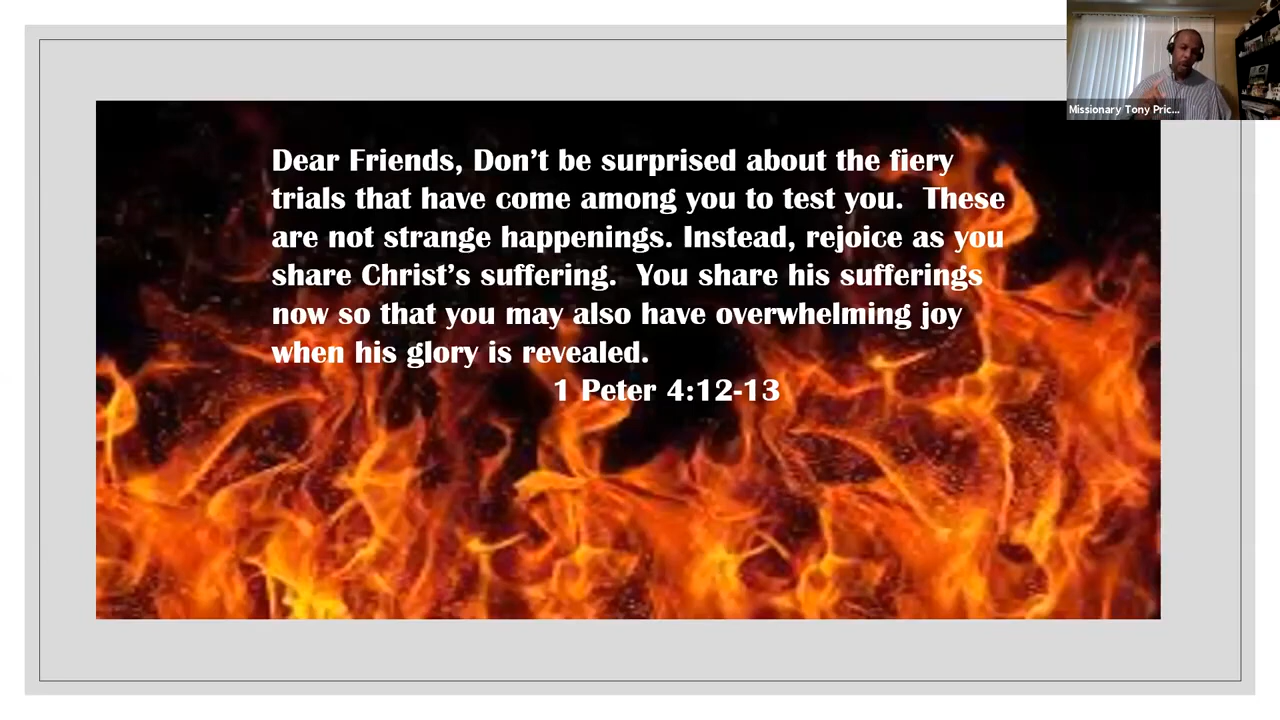 Missionary Tony Pric...
Dear Friends, Don’t be surprised about the fiery
trials that have come among you to test you.  These
are not strange happenings. Instead, rejoice as you
share Christ’s suffering.  You share his sufferings
now so that you may also have overwhelming joy
when his glory is revealed.
1 Peter 4:12-13